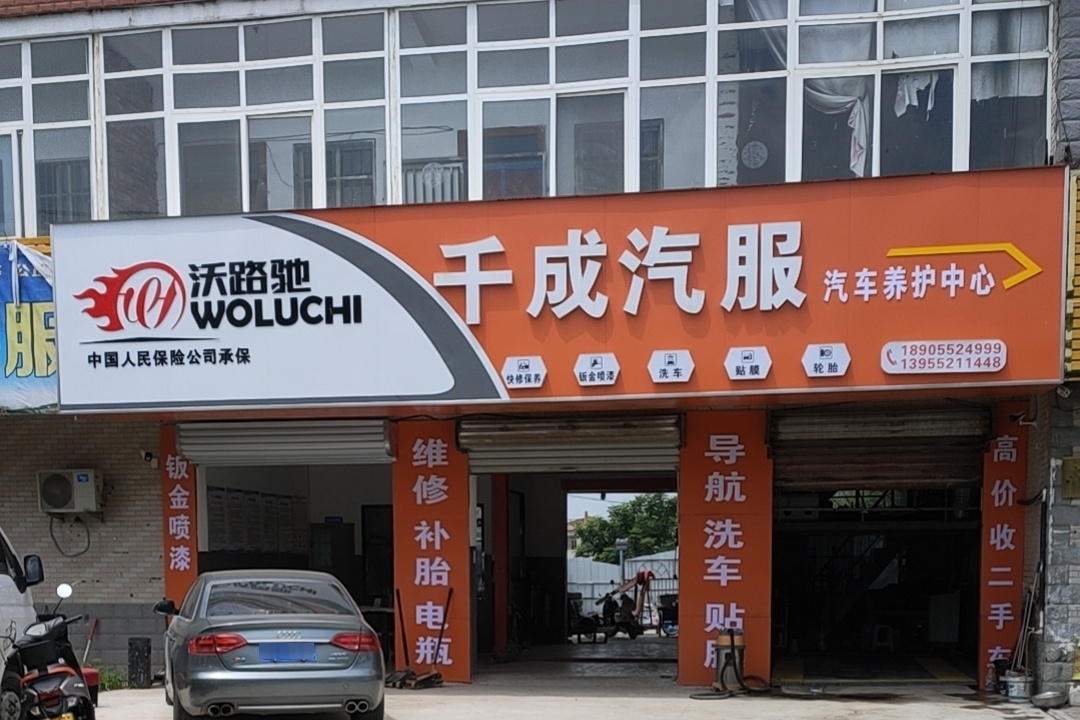 沃路驰
WOLUCHI
中国人民保险公司承保
千成汽服
汽车养护中心
快修保养
钣金喷漆
洗车
贴膜
轮胎
18905524999
13955211448
服
钣金喷漆
维修 补胎 电瓶
导航 洗车 贴
高价收二手车